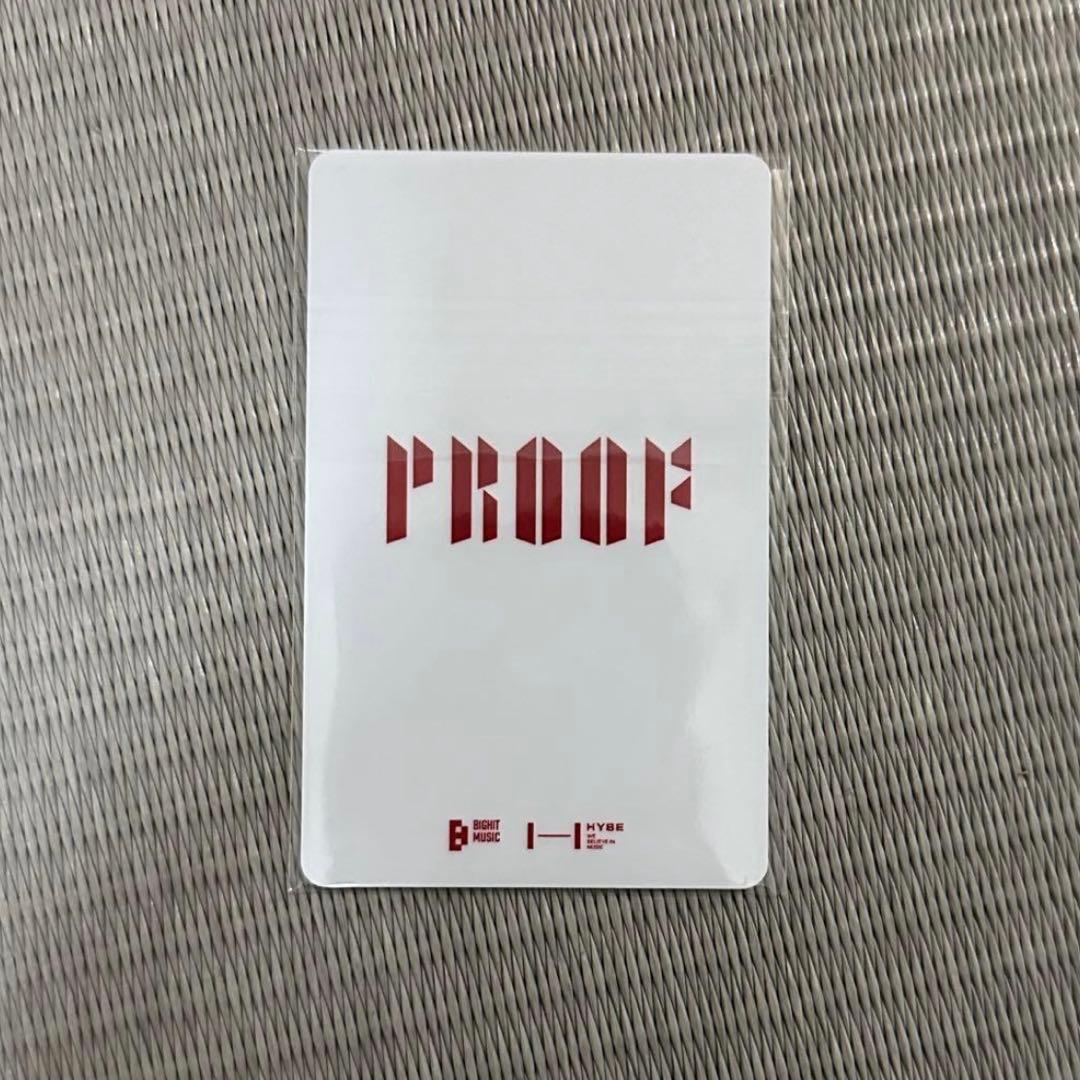 PROOF
BIGHIT
MUSIC
HYBE
WE
BELIEVE IN
MUSIC